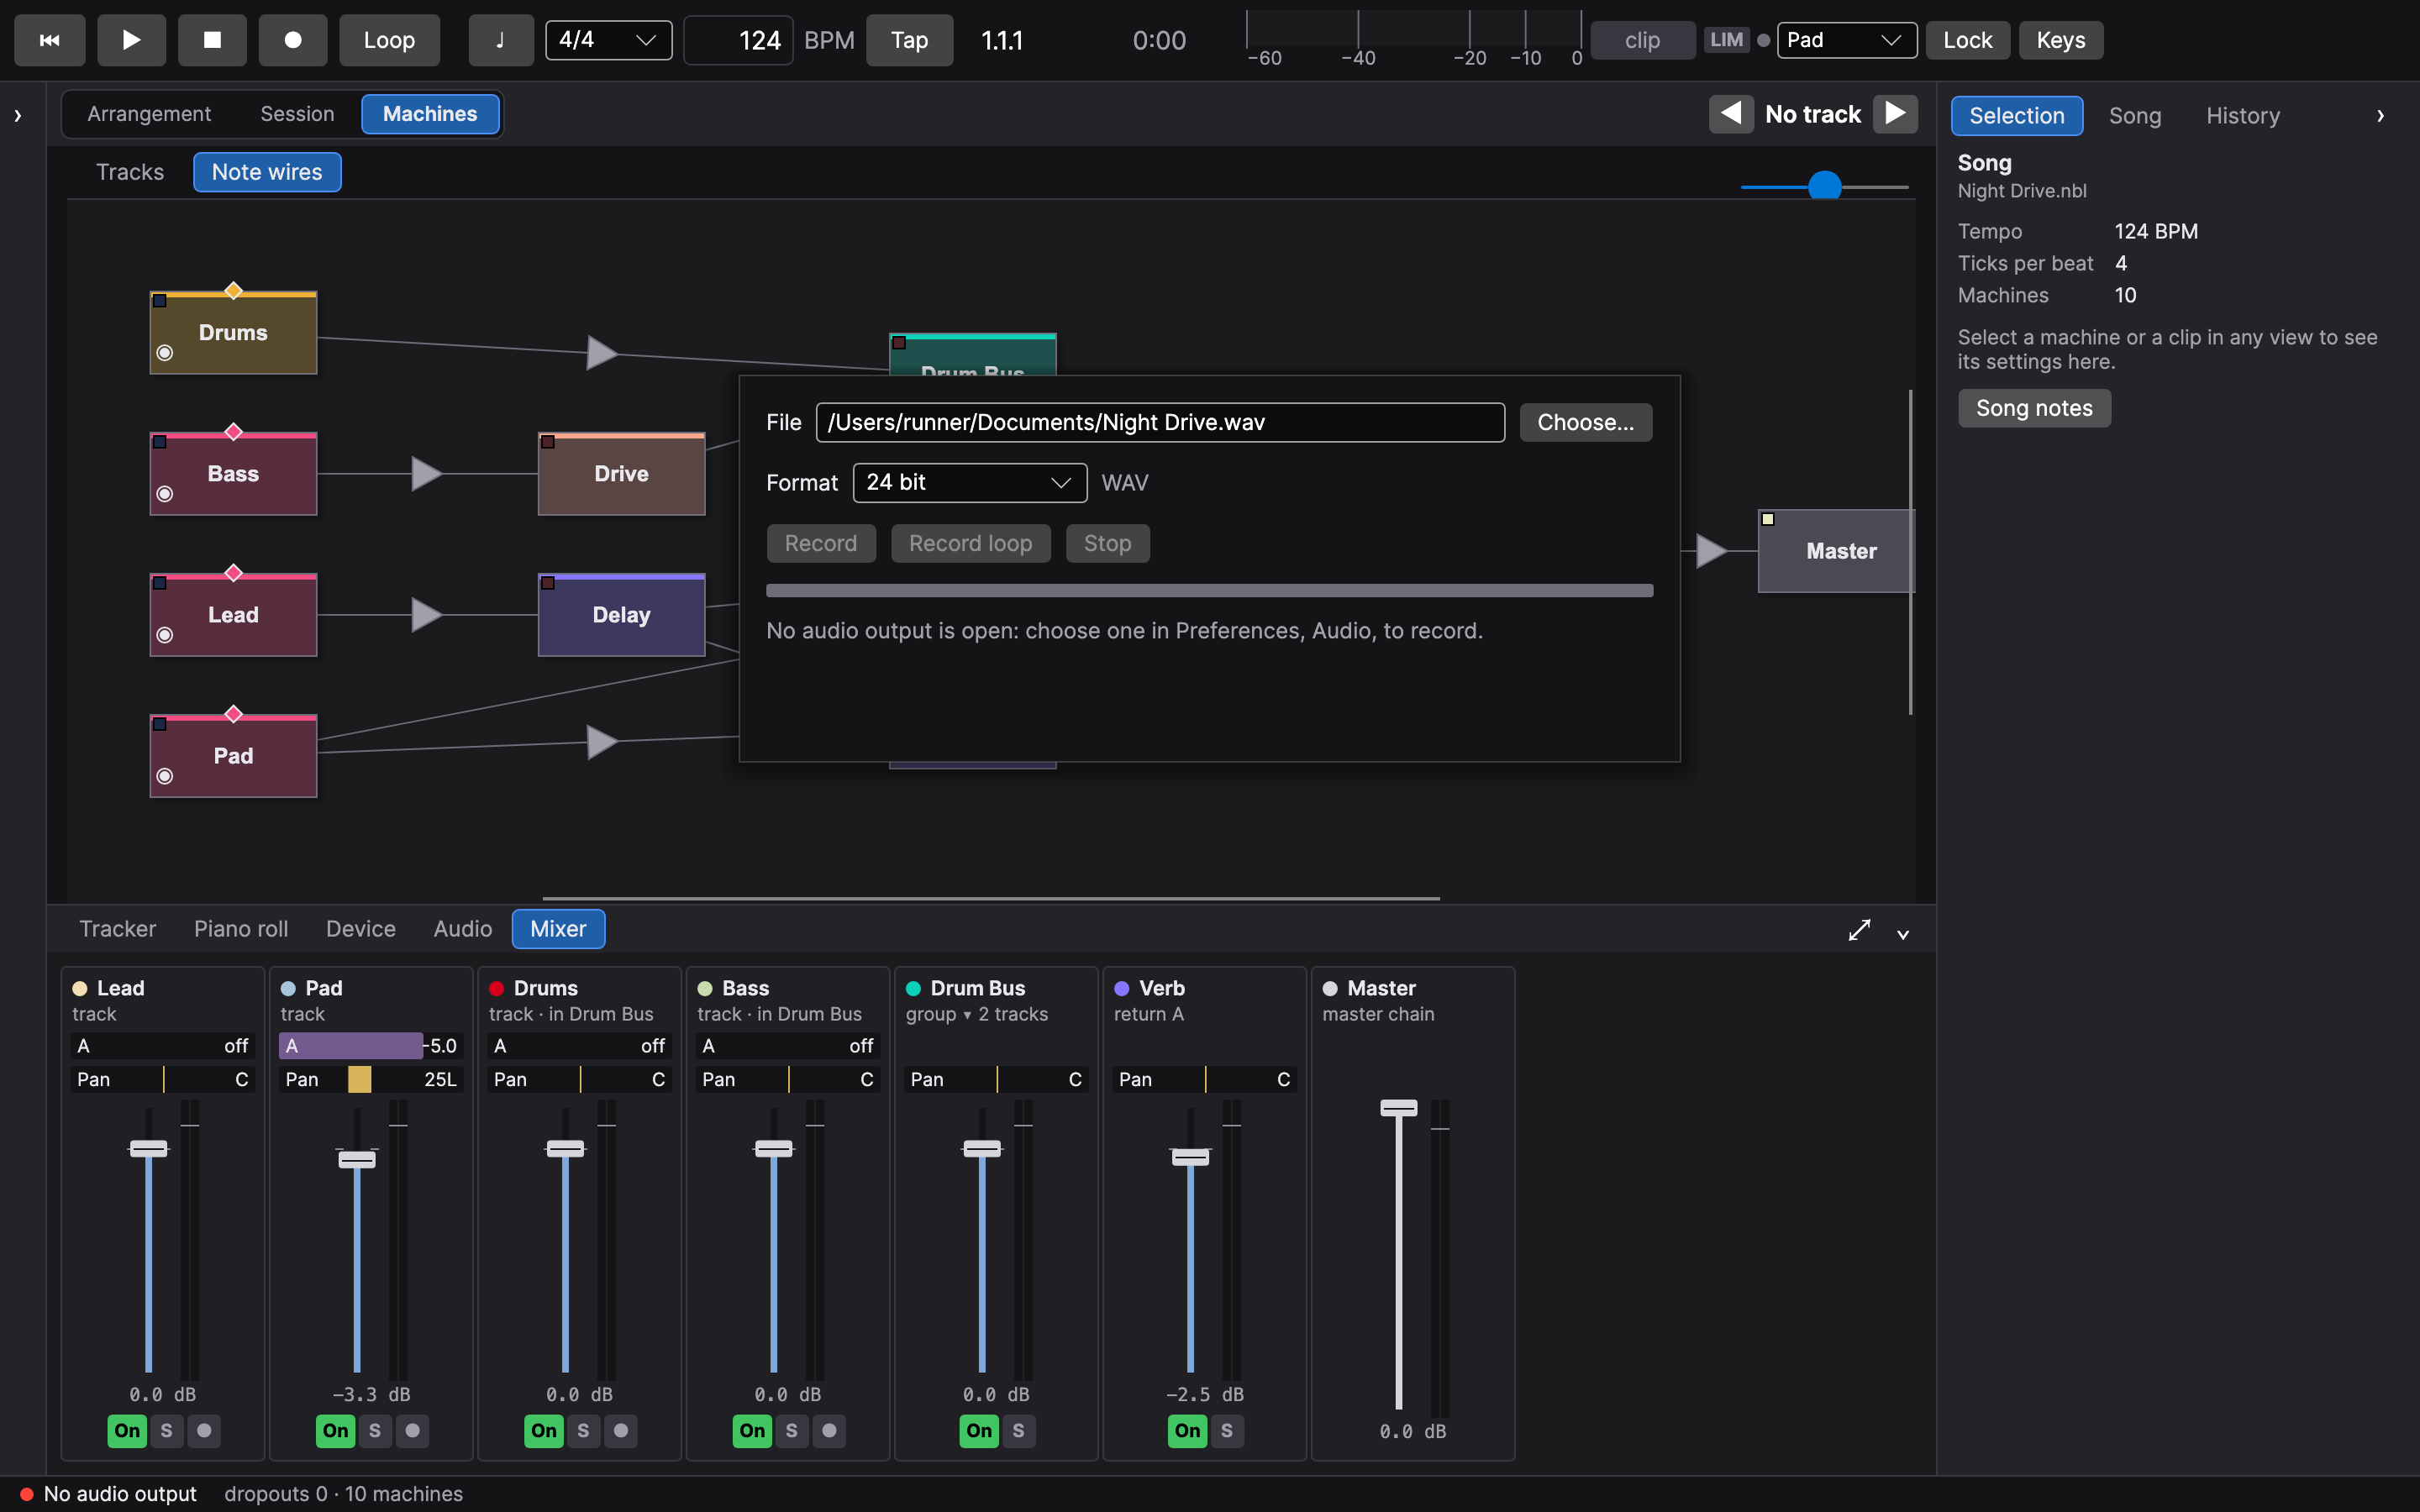 Loop
4/4
124 BPM
Tap
1.1.1
0:00
−60 −40 −20 −10 0
clip
LIM
Pad
Lock
Keys
Arrangement Session Machines
No track
Selection Song History
Tracks Note wires
Song
Night Drive.nbl
Tempo 124 BPM
Ticks per beat 4
Machines 10
Select a machine or a clip in any view to see
its settings here.
Song notes
Drums
Drum Bus
Bass
Drive
Lead
Delay
Pad
Master
File /Users/runner/Documents/Night Drive.wav Choose...
Format 24 bit WAV
Record Record loop Stop
No audio output is open: choose one in Preferences, Audio, to record.
Tracker Piano roll Device Audio Mixer
Lead
track
A off
Pan C
0.0 dB
On S
Pad
track
A -5.0
Pan 25L
−3.3 dB
On S
Drums
track · in Drum Bus
A off
Pan C
0.0 dB
On S
Bass
track · in Drum Bus
A off
Pan C
0.0 dB
On S
Drum Bus
group ▾ 2 tracks
Pan C
0.0 dB
On S
Verb
return A
Pan C
−2.5 dB
On S
Master
master chain
0.0 dB
No audio output dropouts 0 · 10 machines